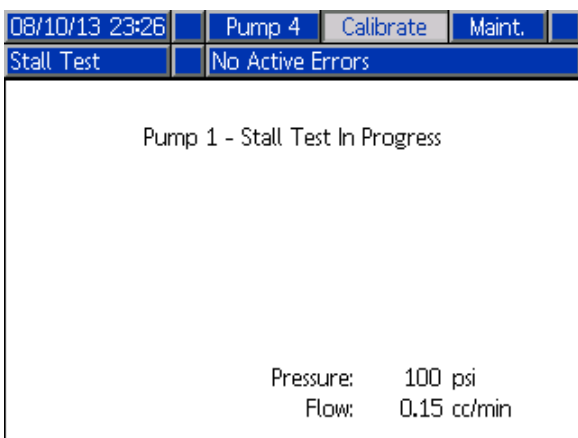 08/10/13 23:26 Pump 4 Calibrate Maint.
Stall Test No Active Errors
Pump 1 - Stall Test In Progress
Pressure: 100 psi
Flow: 0.15 cc/min